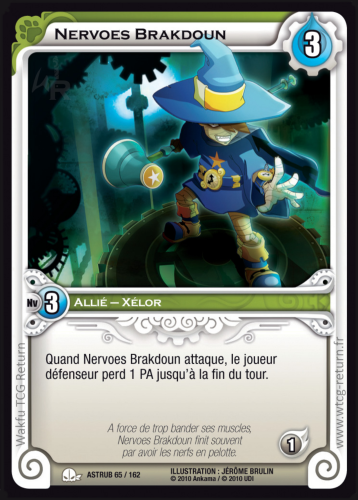 Nervoes Brakdoun
3
Nv 3
Allié – Xélor
Quand Nervoes Brakdoun attaque, le joueur
défenseur perd 1 PA jusqu'à la fin du tour.
A force de trop bander ses muscles,
Nervoes Brakdoun finit souvent
par avoir les nerfs en pelotte.
1
ASTRUB 65 / 162
ILLUSTRATION : JÉRÔME BRULIN
© 2010 Ankama / © 2010 UDI
Wakfu TCG Return
www.wtcg-return.fr